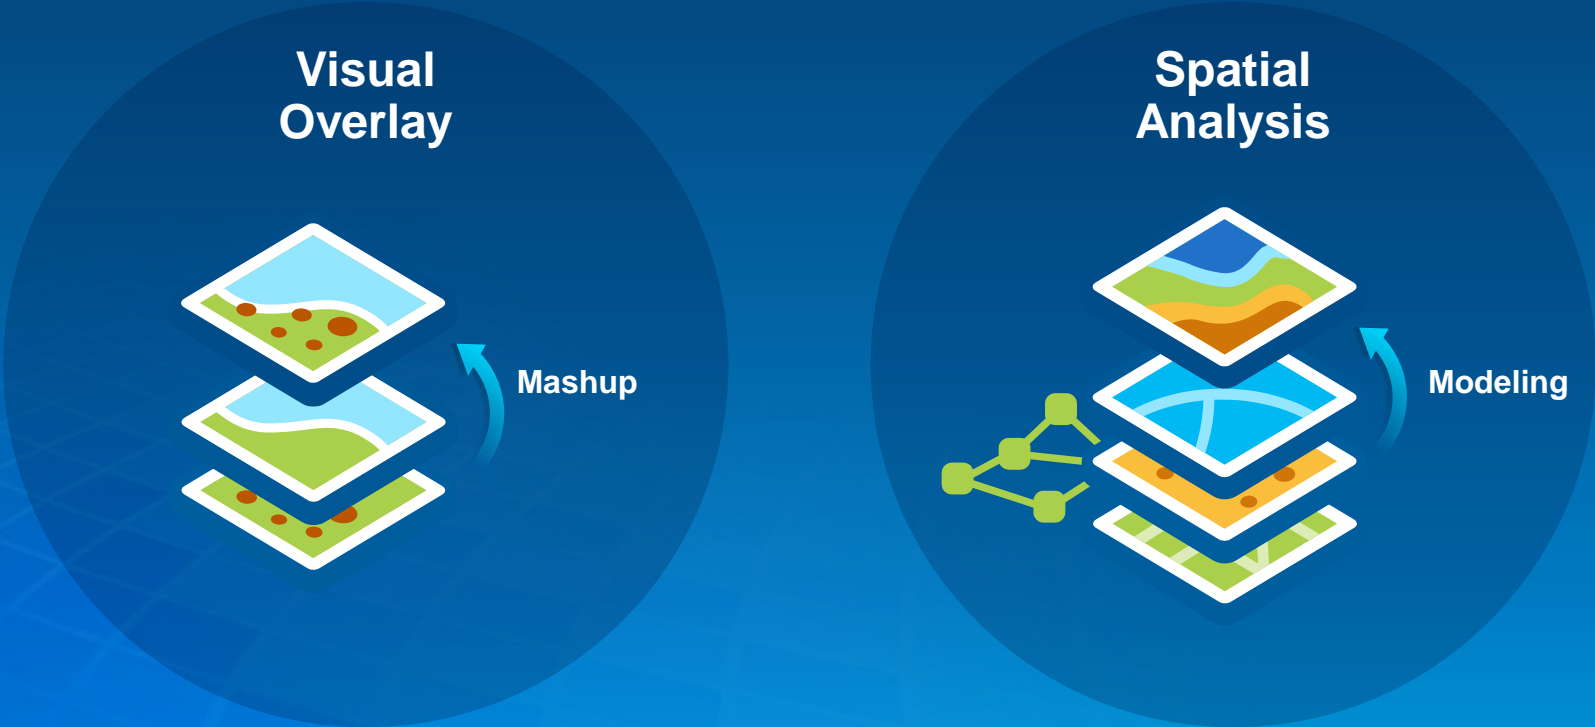 Visual
Overlay
Mashup
Spatial
Analysis
Modeling